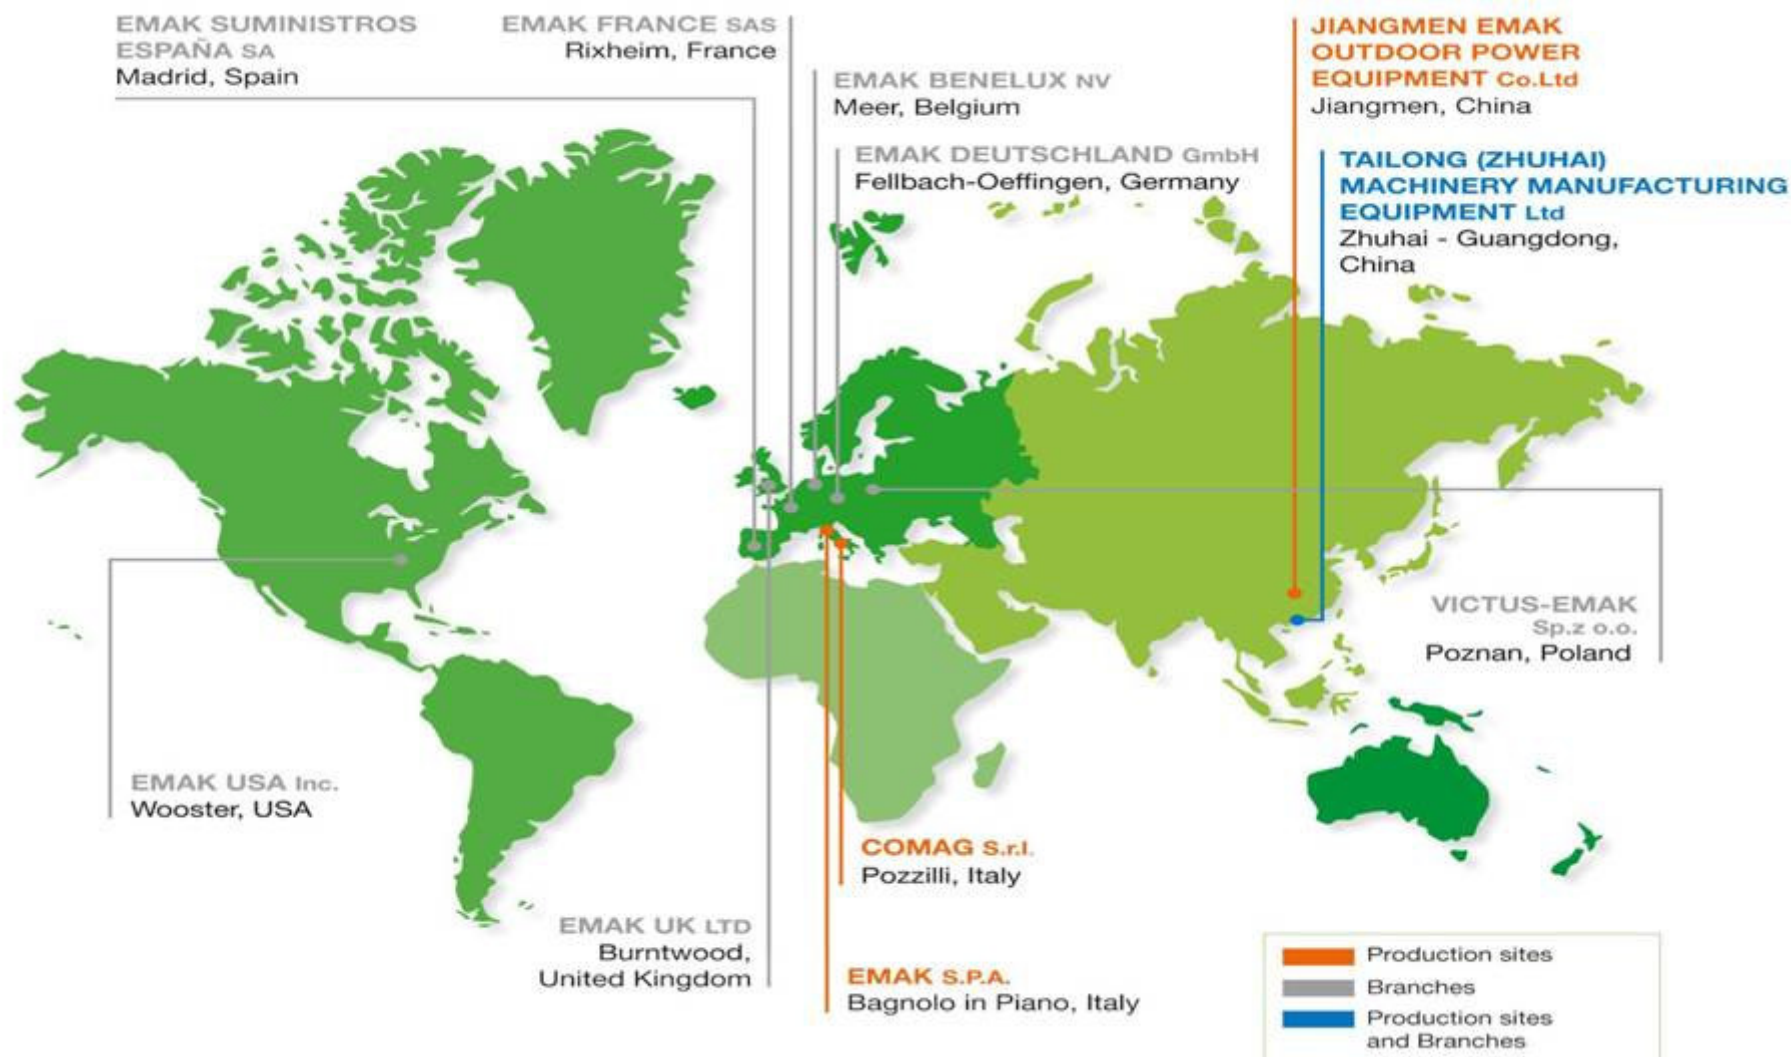 EMAK SUMINISTROS
ESPAÑA SA
Madrid, Spain
EMAK FRANCE SAS
Rixheim, France
EMAK BENELUX NV
Meer, Belgium
EMAK DEUTSCHLAND GmbH
Fellbach-Oeffingen, Germany
JIANGMEN EMAK
OUTDOOR POWER
EQUIPMENT Co.Ltd
Jiangmen, China
TAILONG (ZHUHAI)
MACHINERY MANUFACTURING
EQUIPMENT Ltd
Zhuhai - Guangdong,
China
VICTUS-EMAK
Sp.z o.o.
Poznan, Poland
EMAK USA Inc.
Wooster, USA
COMAG S.r.l.
Pozzilli, Italy
EMAK UK LTD
Burntwood,
United Kingdom
EMAK S.P.A.
Bagnolo in Piano, Italy
Production sites
Branches
Production sites
and Branches